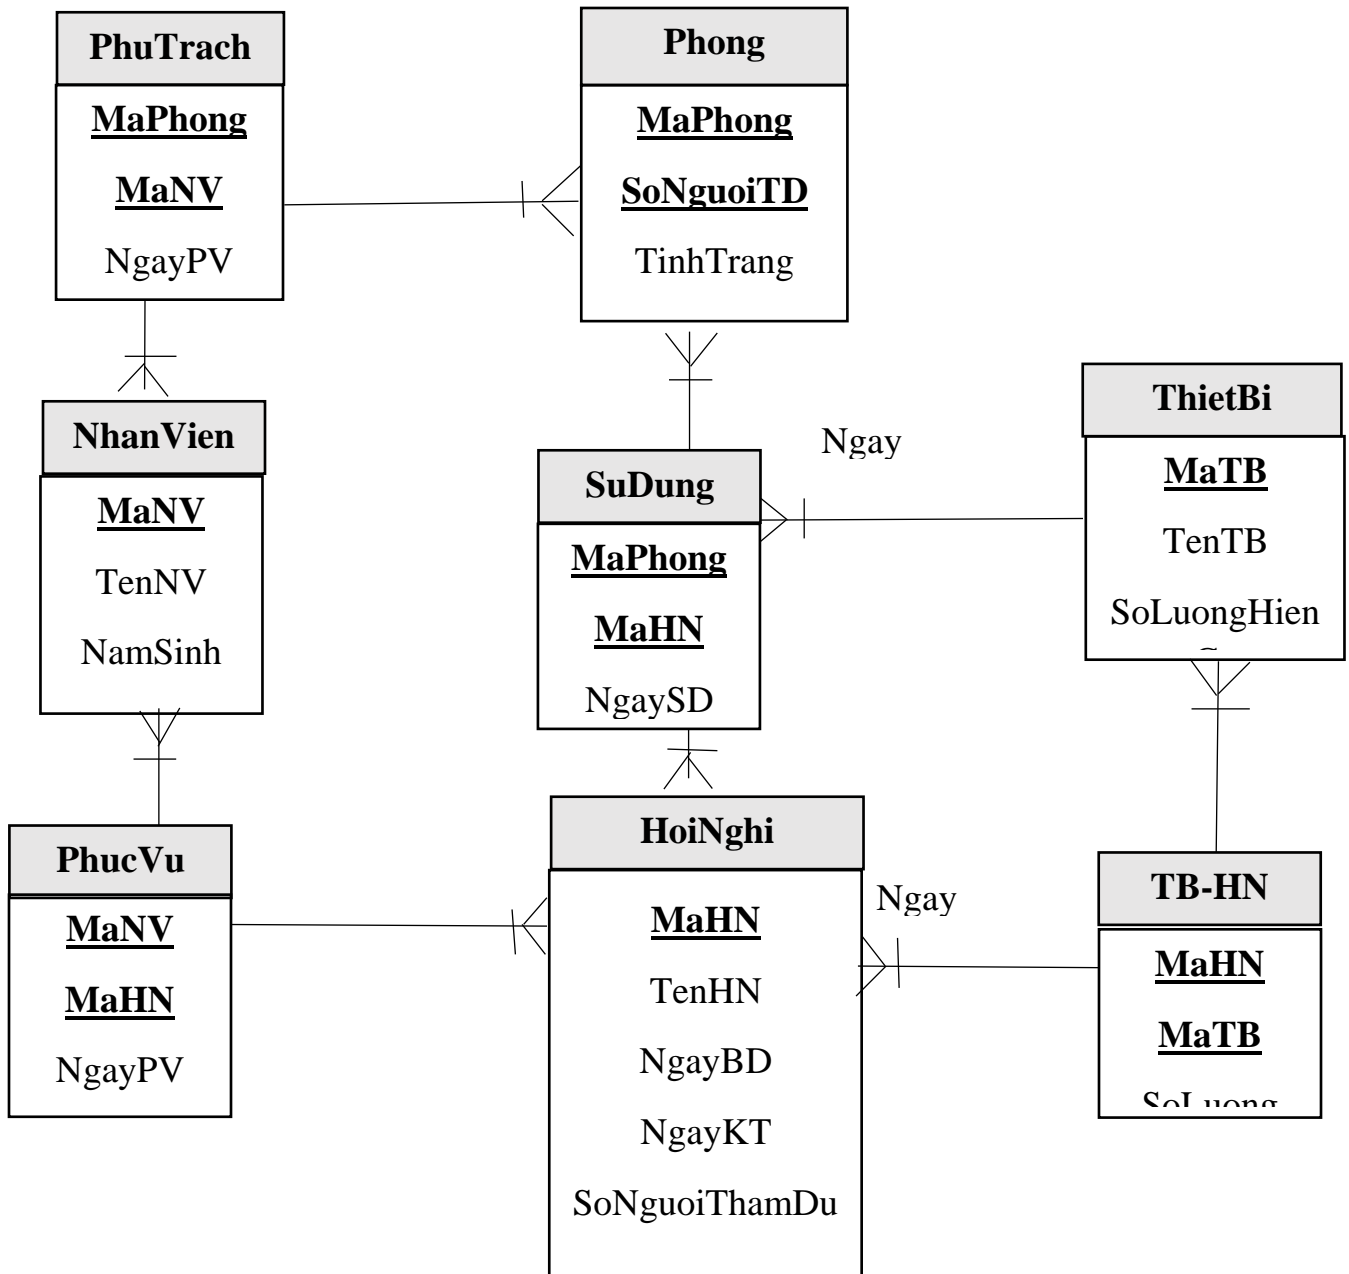 PhuTrach
MaPhong
MaNV
NgayPV
Phong
MaPhong
SoNguoiTD
TinhTrang
NhanVien
MaNV
TenNV
NamSinh
Ngay
SuDung
MaPhong
MaHN
NgaySD
ThietBi
MaTB
TenTB
SoLuongHien
PhucVu
MaNV
MaHN
NgayPV
HoiNghi
MaHN
TenHN
NgayBD
NgayKT
SoNguoiThamDu
Ngay
TB-HN
MaHN
MaTB
SoLuong